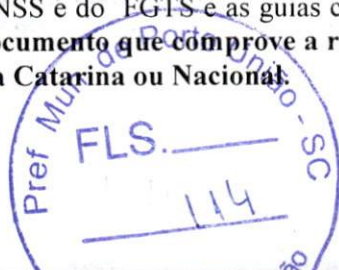 NSS e do FGTS e as guias c
ocumento que comprove a r
a Catarina ou Nacional.
Pref Mun. de Porto União - SC
FLS.
114